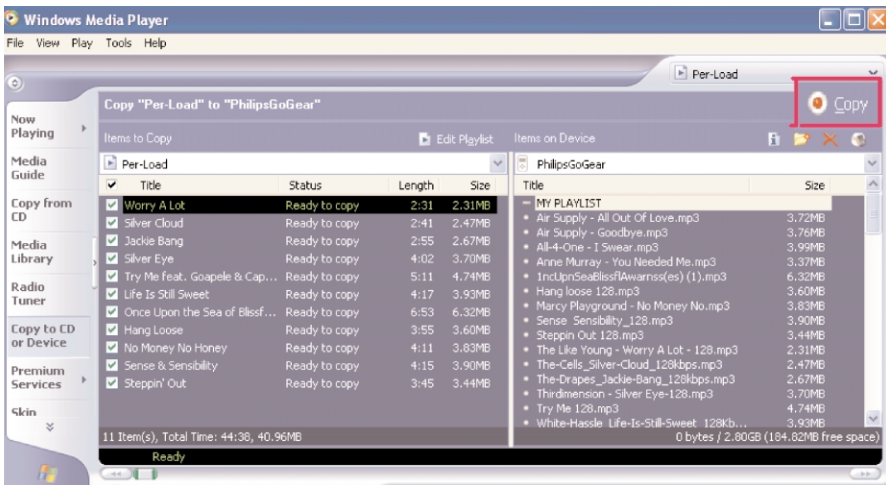 Windows Media Player
File View Play Tools Help
Per-Load
Copy "Per-Load" to "PhilipsGoGear"
Copy
Now Playing
Media Guide
Copy from CD
Media Library
Radio Tuner
Copy to CD or Device
Premium Services
Skin
Items to Copy Edit Playlist
Per-Load
Title Status Length Size
Worry A Lot Ready to copy 2:31 2.31MB
Silver Cloud Ready to copy 2:41 2.47MB
Jackie Bang Ready to copy 2:55 2.67MB
Silver Eye Ready to copy 4:02 3.70MB
Try Me feat. Goapele & Cap... Ready to copy 5:11 4.74MB
Life Is Still Sweet Ready to copy 4:17 3.93MB
Once Upon the Sea of Blissf... Ready to copy 6:53 6.32MB
Hang Loose Ready to copy 3:55 3.60MB
No Money No Honey Ready to copy 4:11 3.83MB
Sense & Sensibility Ready to copy 4:15 3.90MB
Steppin' Out Ready to copy 3:45 3.44MB
11 Item(s), Total Time: 44:38, 40.96MB
Items on Device
PhilipsGoGear
Title Size
MY PLAYLIST
Air Supply - All Out Of Love.mp3 3.72MB
Air Supply - Goodbye.mp3 3.76MB
All-4-One - I Swear.mp3 3.99MB
Anne Murray - You Needed Me.mp3 3.37MB
1ncUpnSeaBlissflAwarnss(es) (1).mp3 6.32MB
Hang loose 128.mp3 3.60MB
Marcy Playground - No Money No.mp3 3.83MB
Sense Sensibility_128.mp3 3.90MB
Steppin Out 128.mp3 3.44MB
The Like Young - Worry A Lot - 128.mp3 2.31MB
The-Cells_Silver-Cloud_128kbps.mp3 2.47MB
The-Drapes_Jackie-Bang_128kbps.mp3 2.67MB
Thirdimension - Silver Eye-128.mp3 3.70MB
Try Me 128.mp3 4.74MB
White-Hassle Life-Is-Still-Sweet 128Kb... 3.93MB
0 bytes / 2.80GB (184.82MB free space)
Ready